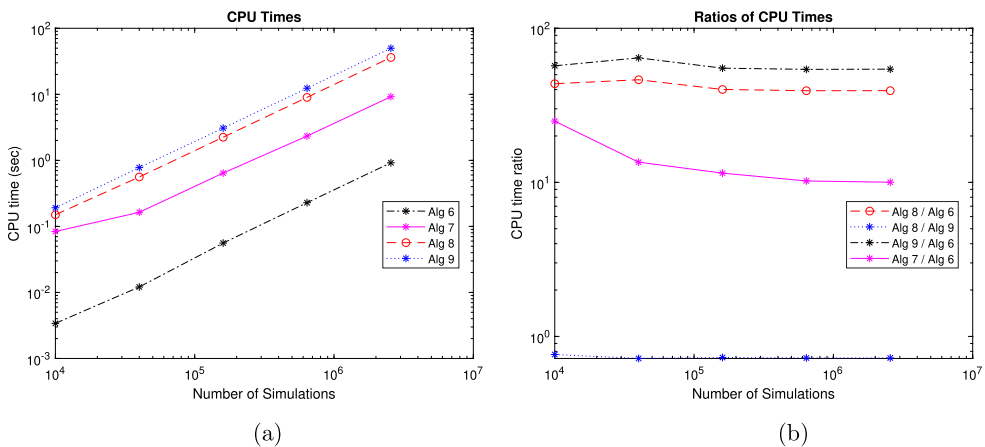 CPU Times
10^2
10^1
10^0
10^-1
10^-2
10^-3
CPU time (sec)
10^4
10^5
10^6
10^7
Number of Simulations
Alg 6
Alg 7
Alg 8
Alg 9
(a)
Ratios of CPU Times
10^2
10^1
10^0
CPU time ratio
10^4
10^5
10^6
10^7
Number of Simulations
Alg 8 / Alg 6
Alg 8 / Alg 9
Alg 9 / Alg 6
Alg 7 / Alg 6
(b)